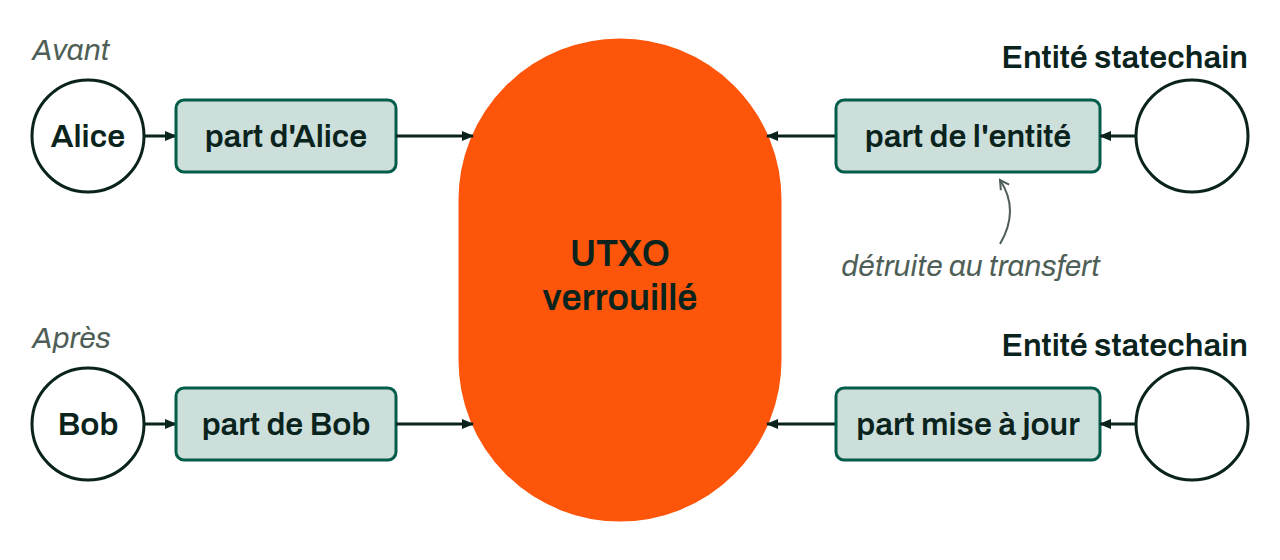 Avant
Entité statechain
Alice
part d'Alice
part de l'entité
UTXO
verrouillé
détruite au transfert
Après
Entité statechain
Bob
part de Bob
part mise à jour